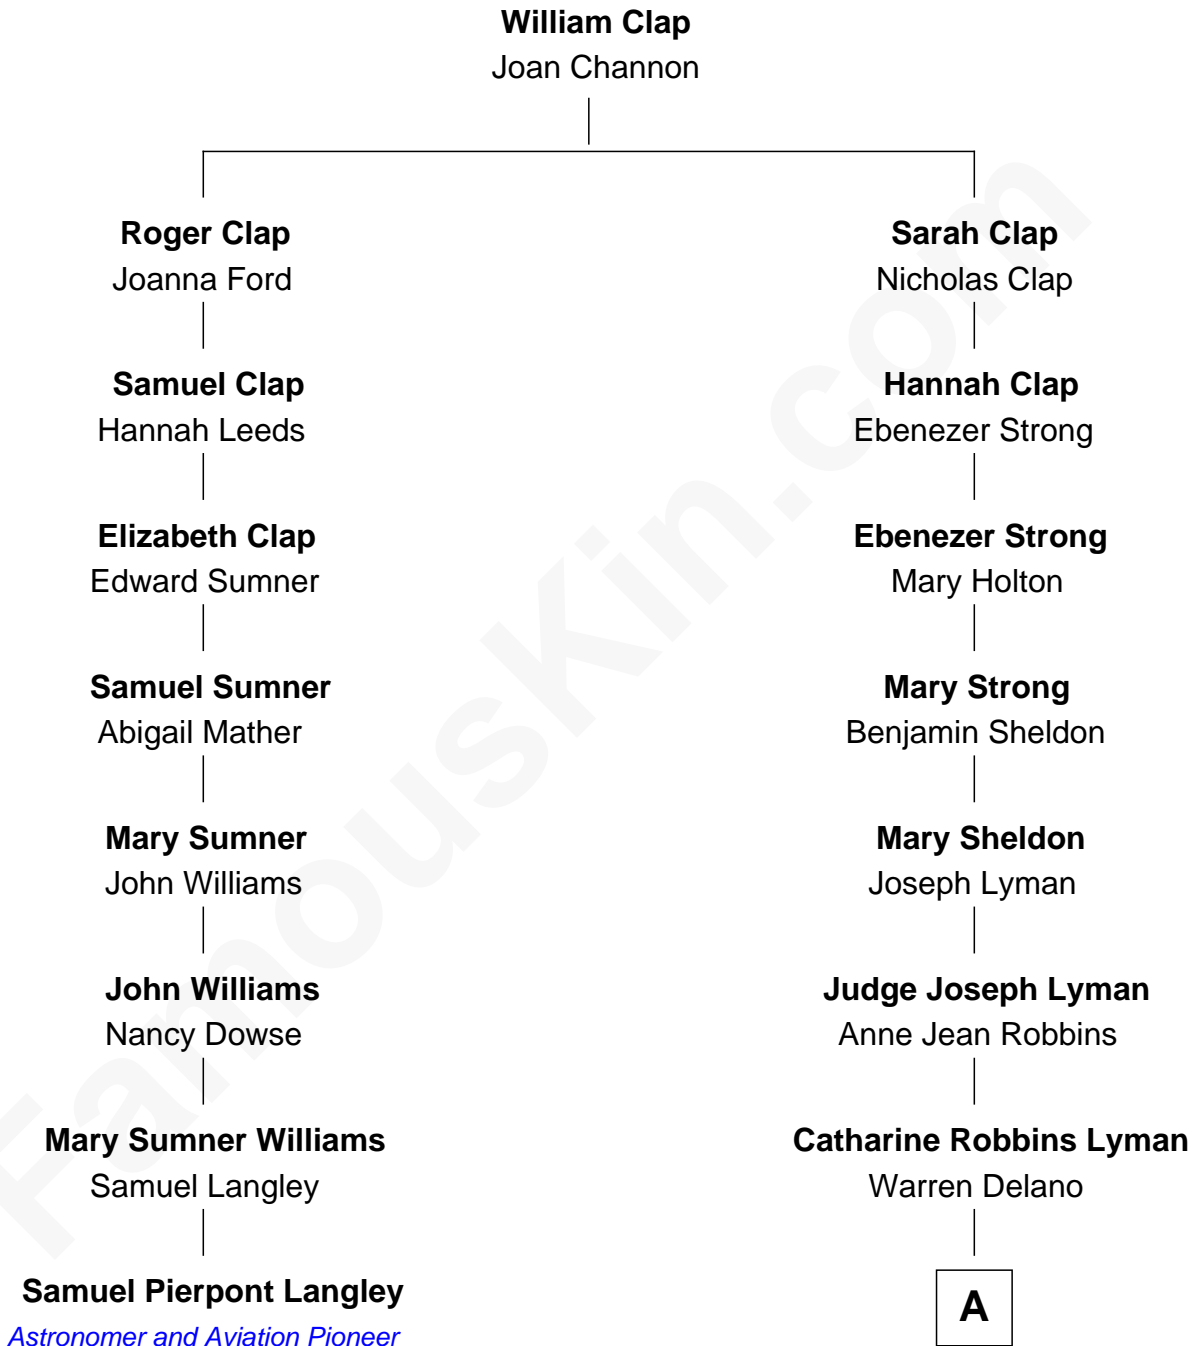 William Clap
Joan Channon
Roger Clap
Joanna Ford
Sarah Clap
Nicholas Clap
Samuel Clap
Hannah Leeds
Hannah Clap
Ebenezer Strong
Elizabeth Clap
Edward Sumner
Ebenezer Strong
Mary Holton
Samuel Sumner
Abigail Mather
Mary Strong
Benjamin Sheldon
Mary Sumner
John Williams
Mary Sheldon
Joseph Lyman
John Williams
Nancy Dowse
Judge Joseph Lyman
Anne Jean Robbins
Mary Sumner Williams
Samuel Langley
Catharine Robbins Lyman
Warren Delano
Samuel Pierpont Langley
Astronomer and Aviation Pioneer
A
FamousKin.com